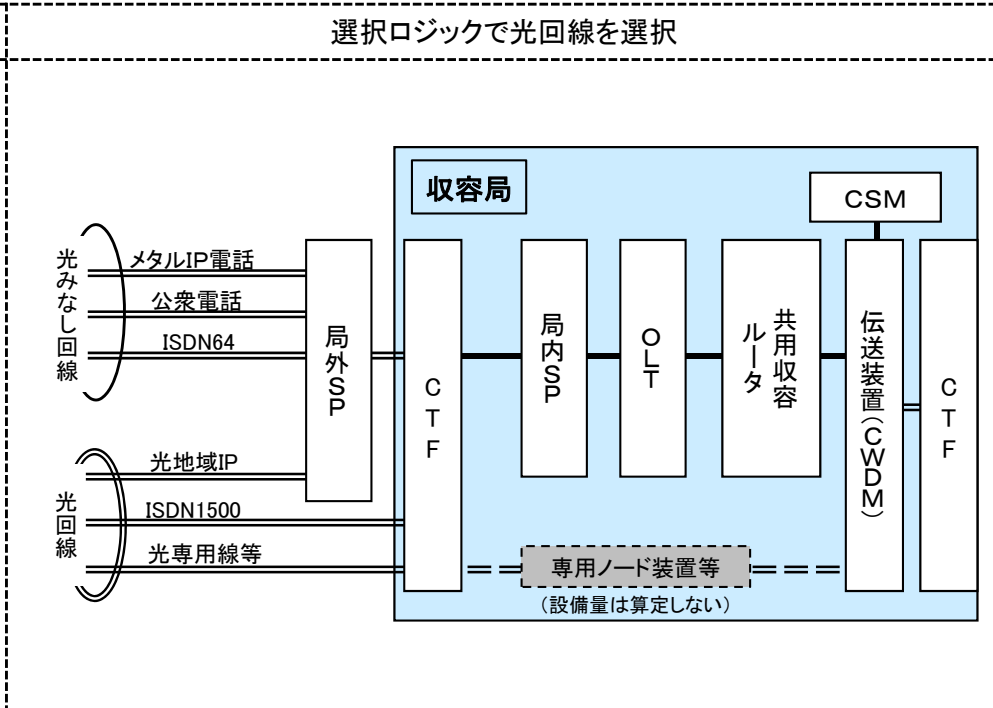 選択ロジックで光回線を選択
収容局
CSM
光みなし回線
メタルIP電話
公衆電話
ISDN64
光回線
光地域IP
ISDN1500
光専用線等
局外SP
CTF
局内SP
OLT
共用収容
ルータ
伝送装置(CWDM)
CTF
専用ノード装置等
(設備量は算定しない)